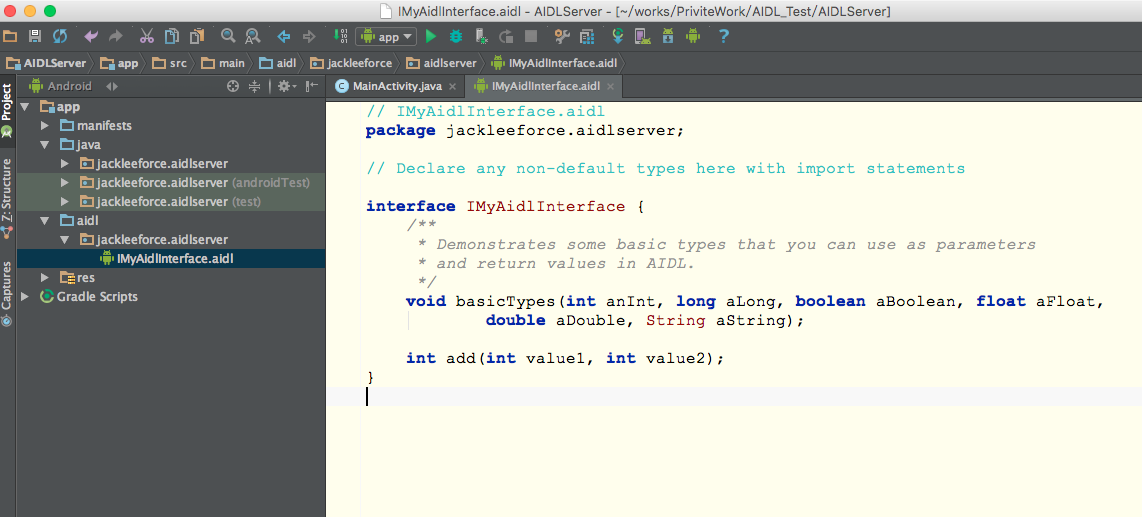 IMyAidlInterface.aidl - AIDLServer - [~/works/PriviteWork/AIDL_Test/AIDLServer]
app
AIDLServer app src main aidl jackleeforce aidlserver IMyAidlInterface.aidl
Project
Z: Structure
Captures
Android
app
manifests
java
jackleeforce.aidlserver
jackleeforce.aidlserver (androidTest)
jackleeforce.aidlserver (test)
aidl
jackleeforce.aidlserver
IMyAidlInterface.aidl
res
Gradle Scripts
MainActivity.java IMyAidlInterface.aidl
// IMyAidlInterface.aidl
package jackleeforce.aidlserver;
// Declare any non-default types here with import statements
interface IMyAidlInterface {
/**
* Demonstrates some basic types that you can use as parameters
* and return values in AIDL.
*/
void basicTypes(int anInt, long aLong, boolean aBoolean, float aFloat,
double aDouble, String aString);
int add(int value1, int value2);
}